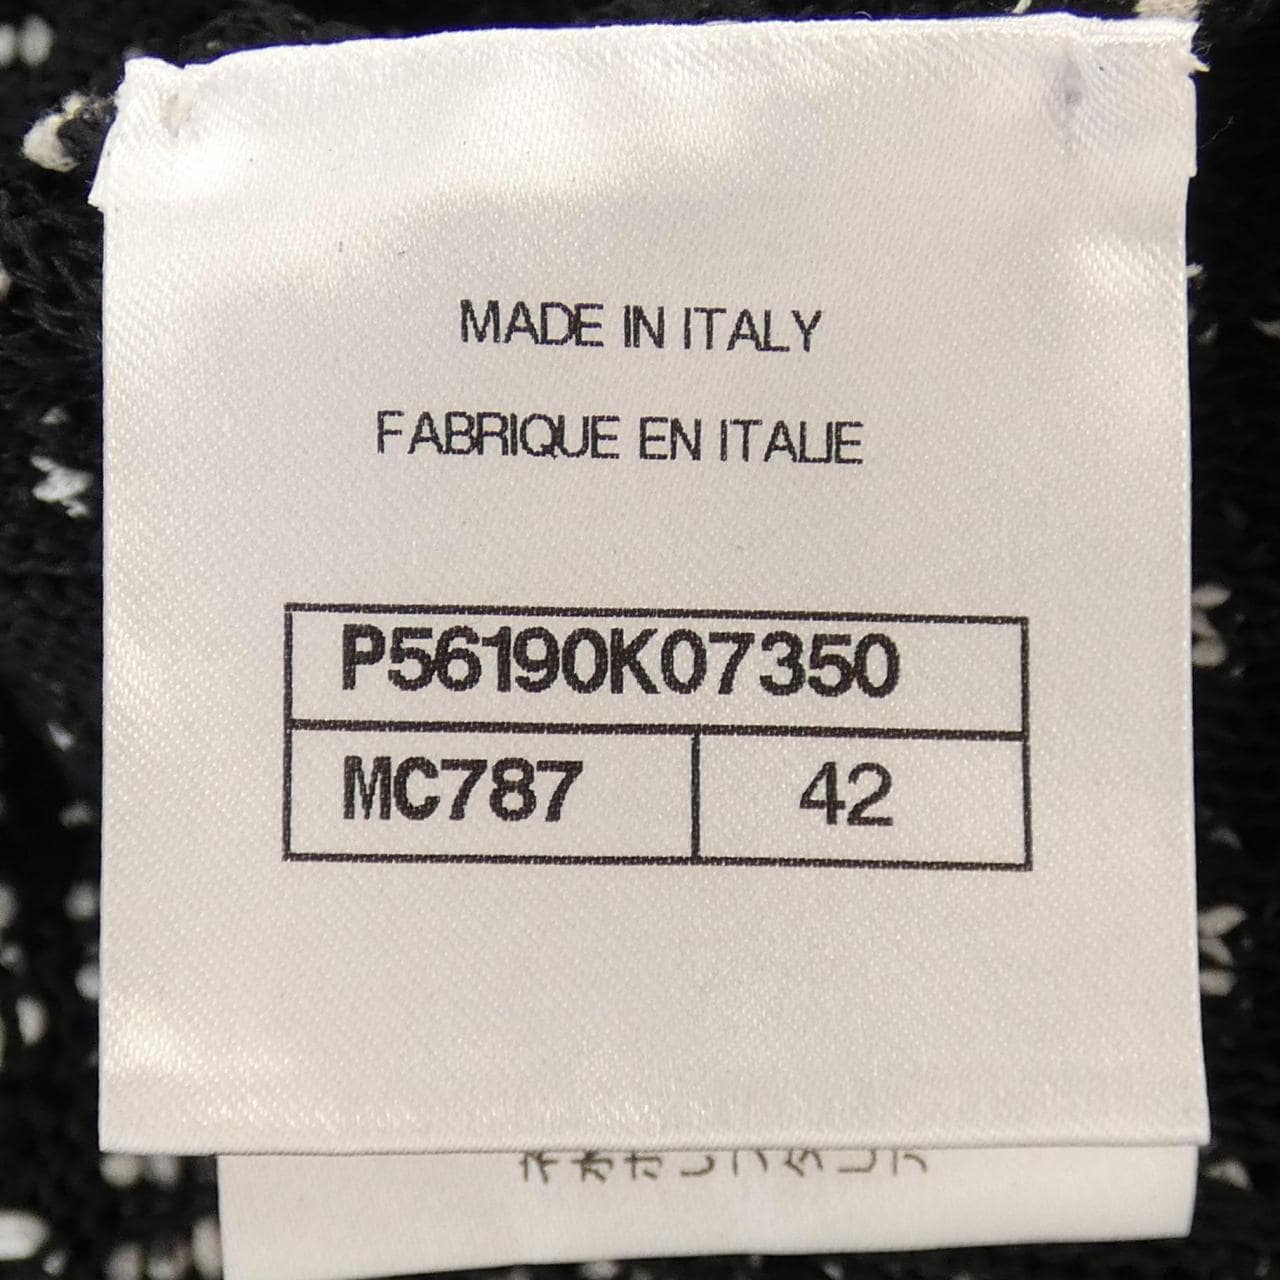 MADE IN ITALY
FABRIQUE EN ITALIE
P56190K07350
MC787 42